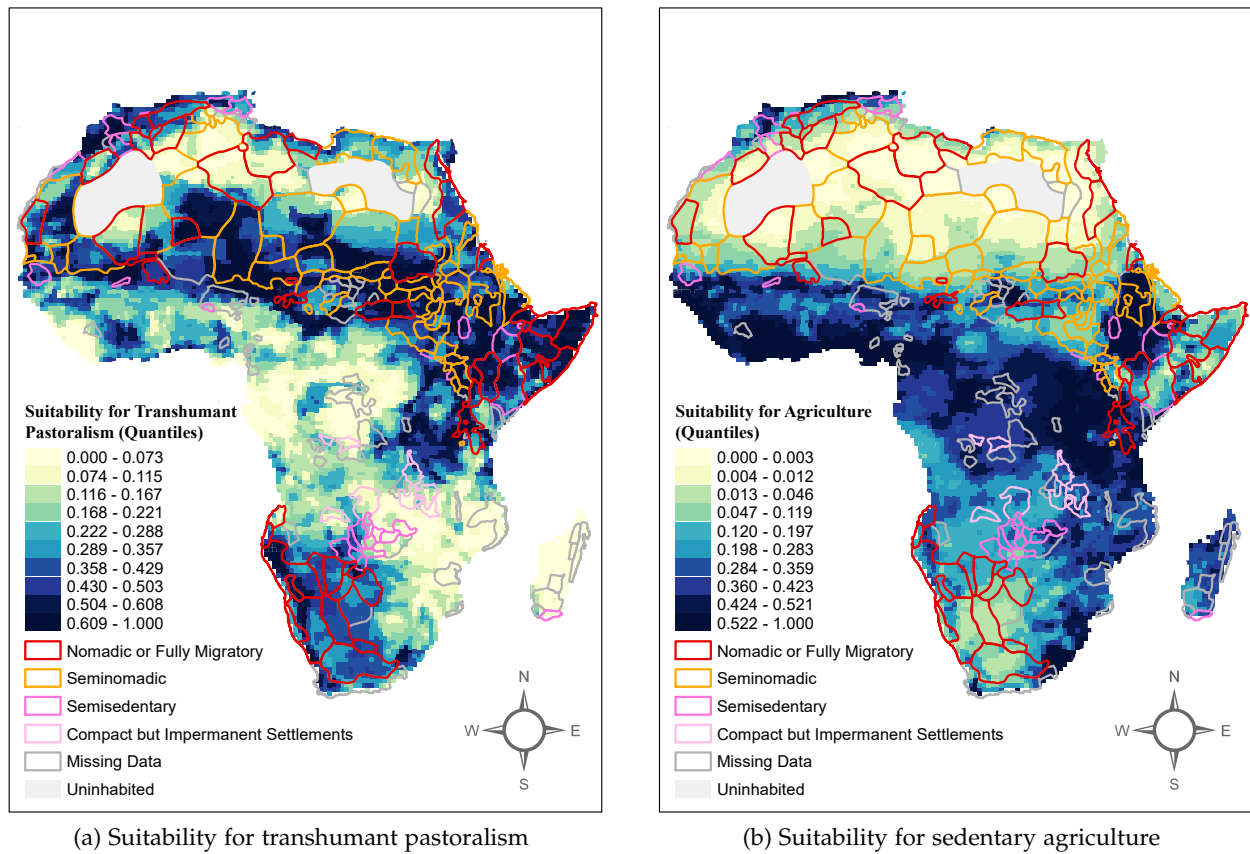 Suitability for Transhumant
Pastoralism (Quantiles)
0.000 - 0.073
0.074 - 0.115
0.116 - 0.167
0.168 - 0.221
0.222 - 0.288
0.289 - 0.357
0.358 - 0.429
0.430 - 0.503
0.504 - 0.608
0.609 - 1.000
Nomadic or Fully Migratory
Seminomadic
Semisedentary
Compact but Impermanent Settlements
Missing Data
Uninhabited
N
W E
S
(a) Suitability for transhumant pastoralism
Suitability for Agriculture
(Quantiles)
0.000 - 0.003
0.004 - 0.012
0.013 - 0.046
0.047 - 0.119
0.120 - 0.197
0.198 - 0.283
0.284 - 0.359
0.360 - 0.423
0.424 - 0.521
0.522 - 1.000
Nomadic or Fully Migratory
Seminomadic
Semisedentary
Compact but Impermanent Settlements
Missing Data
Uninhabited
N
W E
S
(b) Suitability for sedentary agriculture